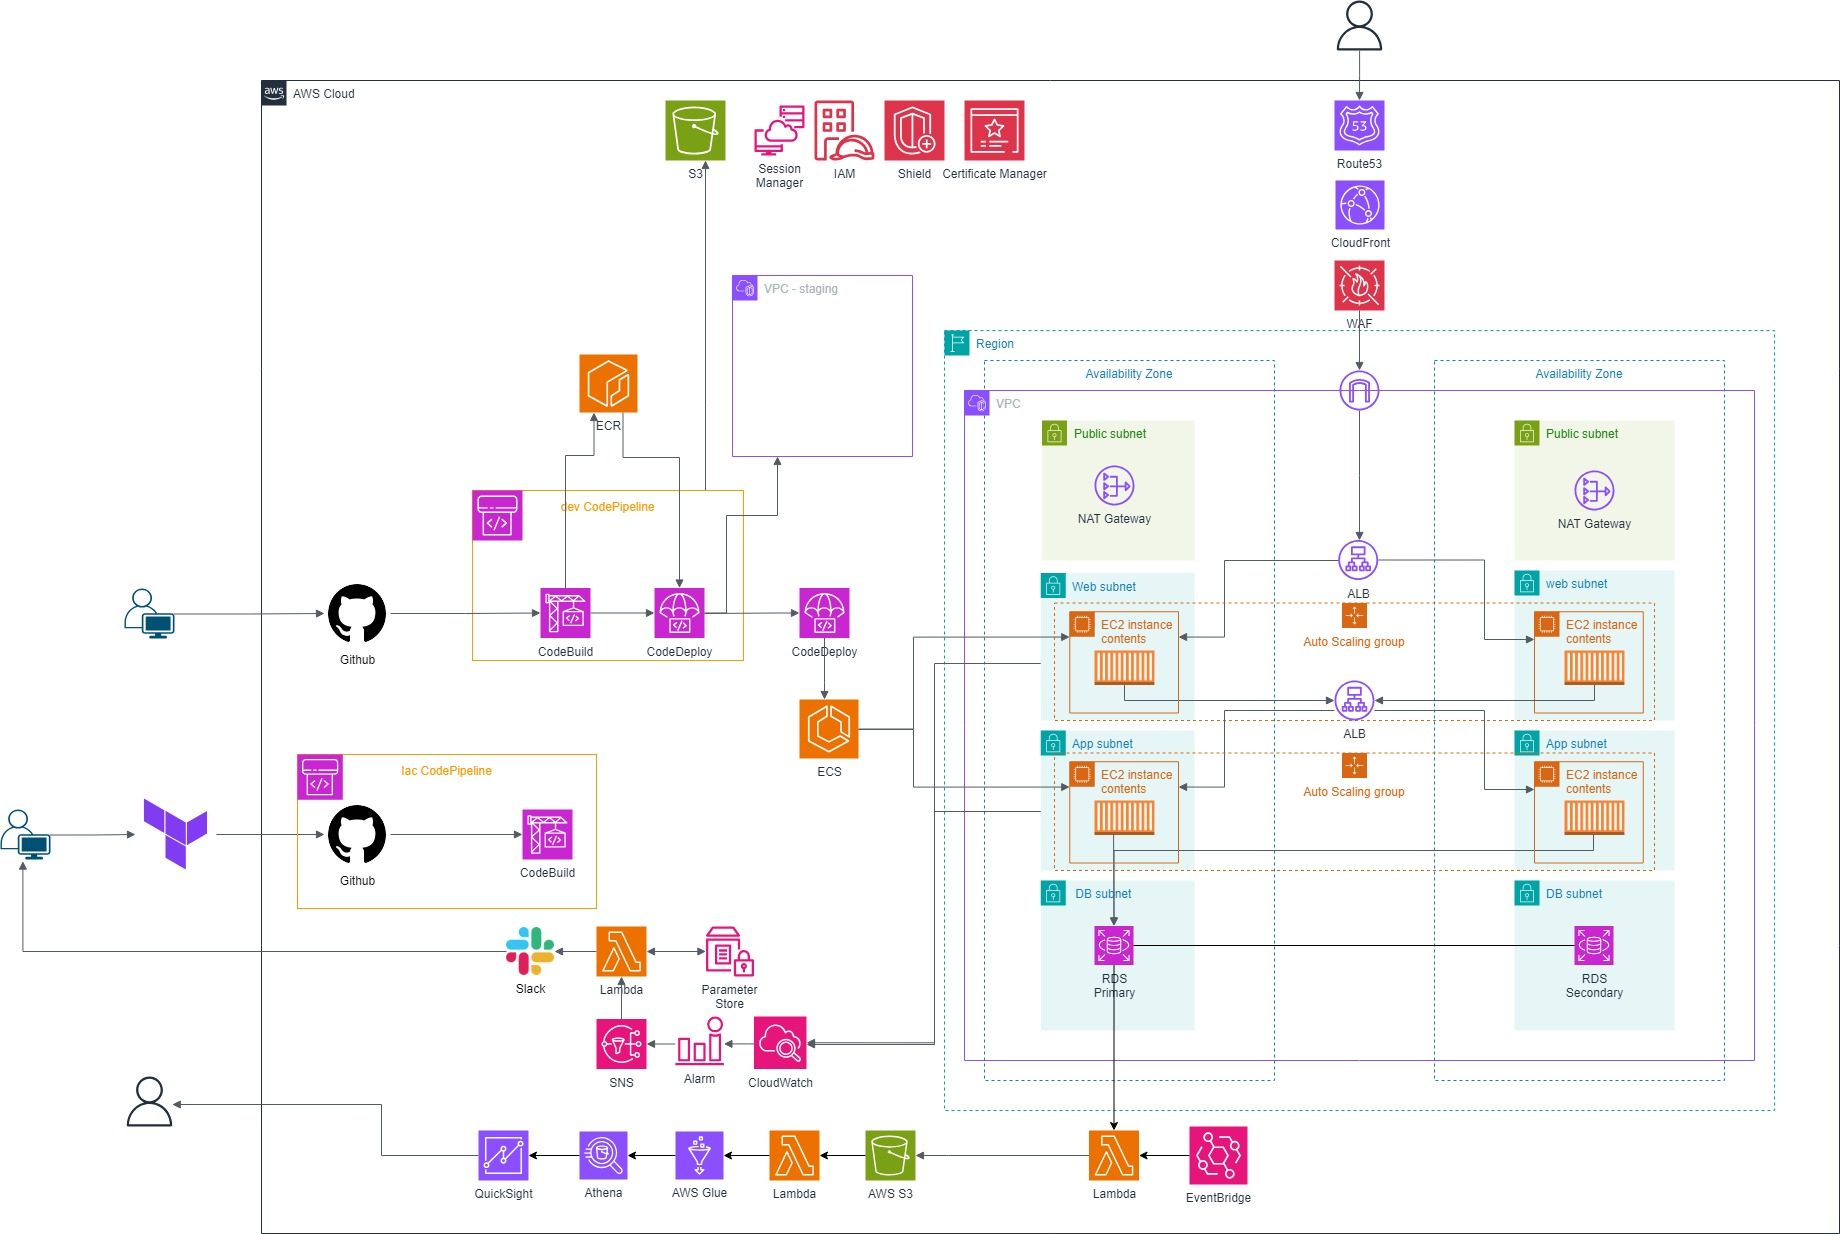 aws
AWS Cloud
S3
Session
Manager
IAM
Shield
Certificate Manager
53
Route53
CloudFront
WAF
VPC - staging
Region
Availability Zone
Availability Zone
VPC
ECR
Public subnet
NAT Gateway
Public subnet
NAT Gateway
dev CodePipeline
CodeBuild
CodeDeploy
CodeDeploy
Github
ECS
ALB
Web subnet
web subnet
EC2 instance
contents
Auto Scaling group
EC2 instance
contents
ALB
App subnet
App subnet
EC2 instance
contents
Auto Scaling group
EC2 instance
contents
Iac CodePipeline
Github
CodeBuild
DB subnet
DB subnet
RDS
Primary
RDS
Secondary
Slack
Lambda
Parameter
Store
SNS
Alarm
CloudWatch
QuickSight
Athena
AWS Glue
Lambda
AWS S3
Lambda
EventBridge